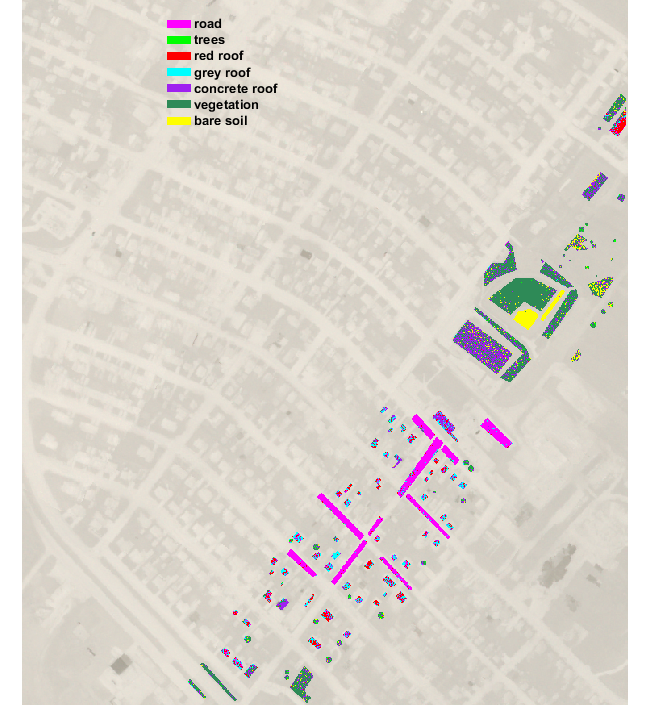 road
trees
red roof
grey roof
concrete roof
vegetation
bare soil